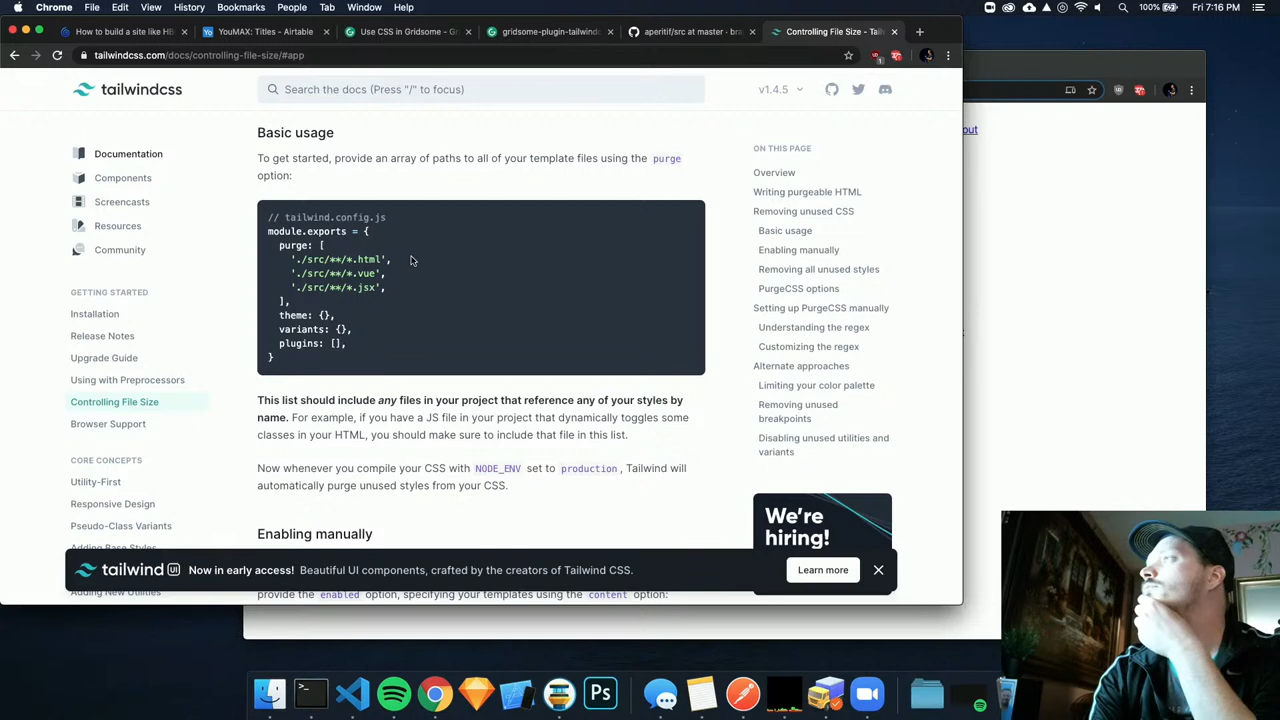 Chrome File Edit View History Bookmarks People Tab Window Help
100% Fri 7:16 PM
How to build a site like HB
YouMAX: Titles - Airtable
Use CSS in Gridsome - Gr
gridsome-plugin-tailwind
aperitif/src at master · bra
Controlling File Size - Tail
tailwindcss.com/docs/controlling-file-size/#app
out
tailwindcss
Search the docs (Press "/" to focus)
v1.4.5
Documentation
Components
Screencasts
Resources
Community
GETTING STARTED
Installation
Release Notes
Upgrade Guide
Using with Preprocessors
Controlling File Size
Browser Support
CORE CONCEPTS
Utility-First
Responsive Design
Pseudo-Class Variants
Adding Base Styles
Adding New Utilities
Basic usage
To get started, provide an array of paths to all of your template files using the purge
option:
// tailwind.config.js
module.exports = {
purge: [
'./src/**/*.html',
'./src/**/*.vue',
'./src/**/*.jsx',
],
theme: {},
variants: {},
plugins: [],
}
This list should include any files in your project that reference any of your styles by
name. For example, if you have a JS file in your project that dynamically toggles some
classes in your HTML, you should make sure to include that file in this list.
Now whenever you compile your CSS with NODE_ENV set to production, Tailwind will
automatically purge unused styles from your CSS.
Enabling manually
provide the enabled option, specifying your templates using the content option:
ON THIS PAGE
Overview
Writing purgeable HTML
Removing unused CSS
Basic usage
Enabling manually
Removing all unused styles
PurgeCSS options
Setting up PurgeCSS manually
Understanding the regex
Customizing the regex
Alternate approaches
Limiting your color palette
Removing unused
breakpoints
Disabling unused utilities and
variants
We're
hiring!
tailwind UI Now in early access! Beautiful UI components, crafted by the creators of Tailwind CSS.
Learn more
Ps